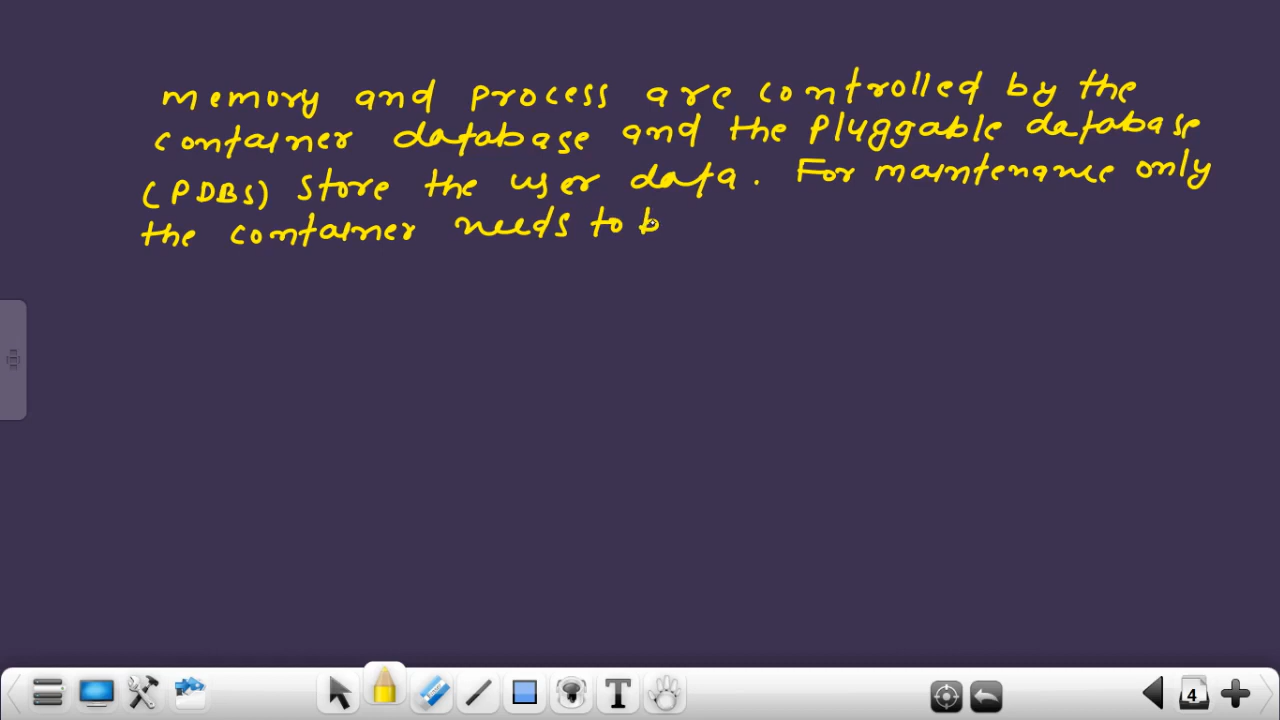 memory and process are controlled by the
container database and the Pluggable database
(PDBS) store the user data. For maintenance only
the container needs to b
4